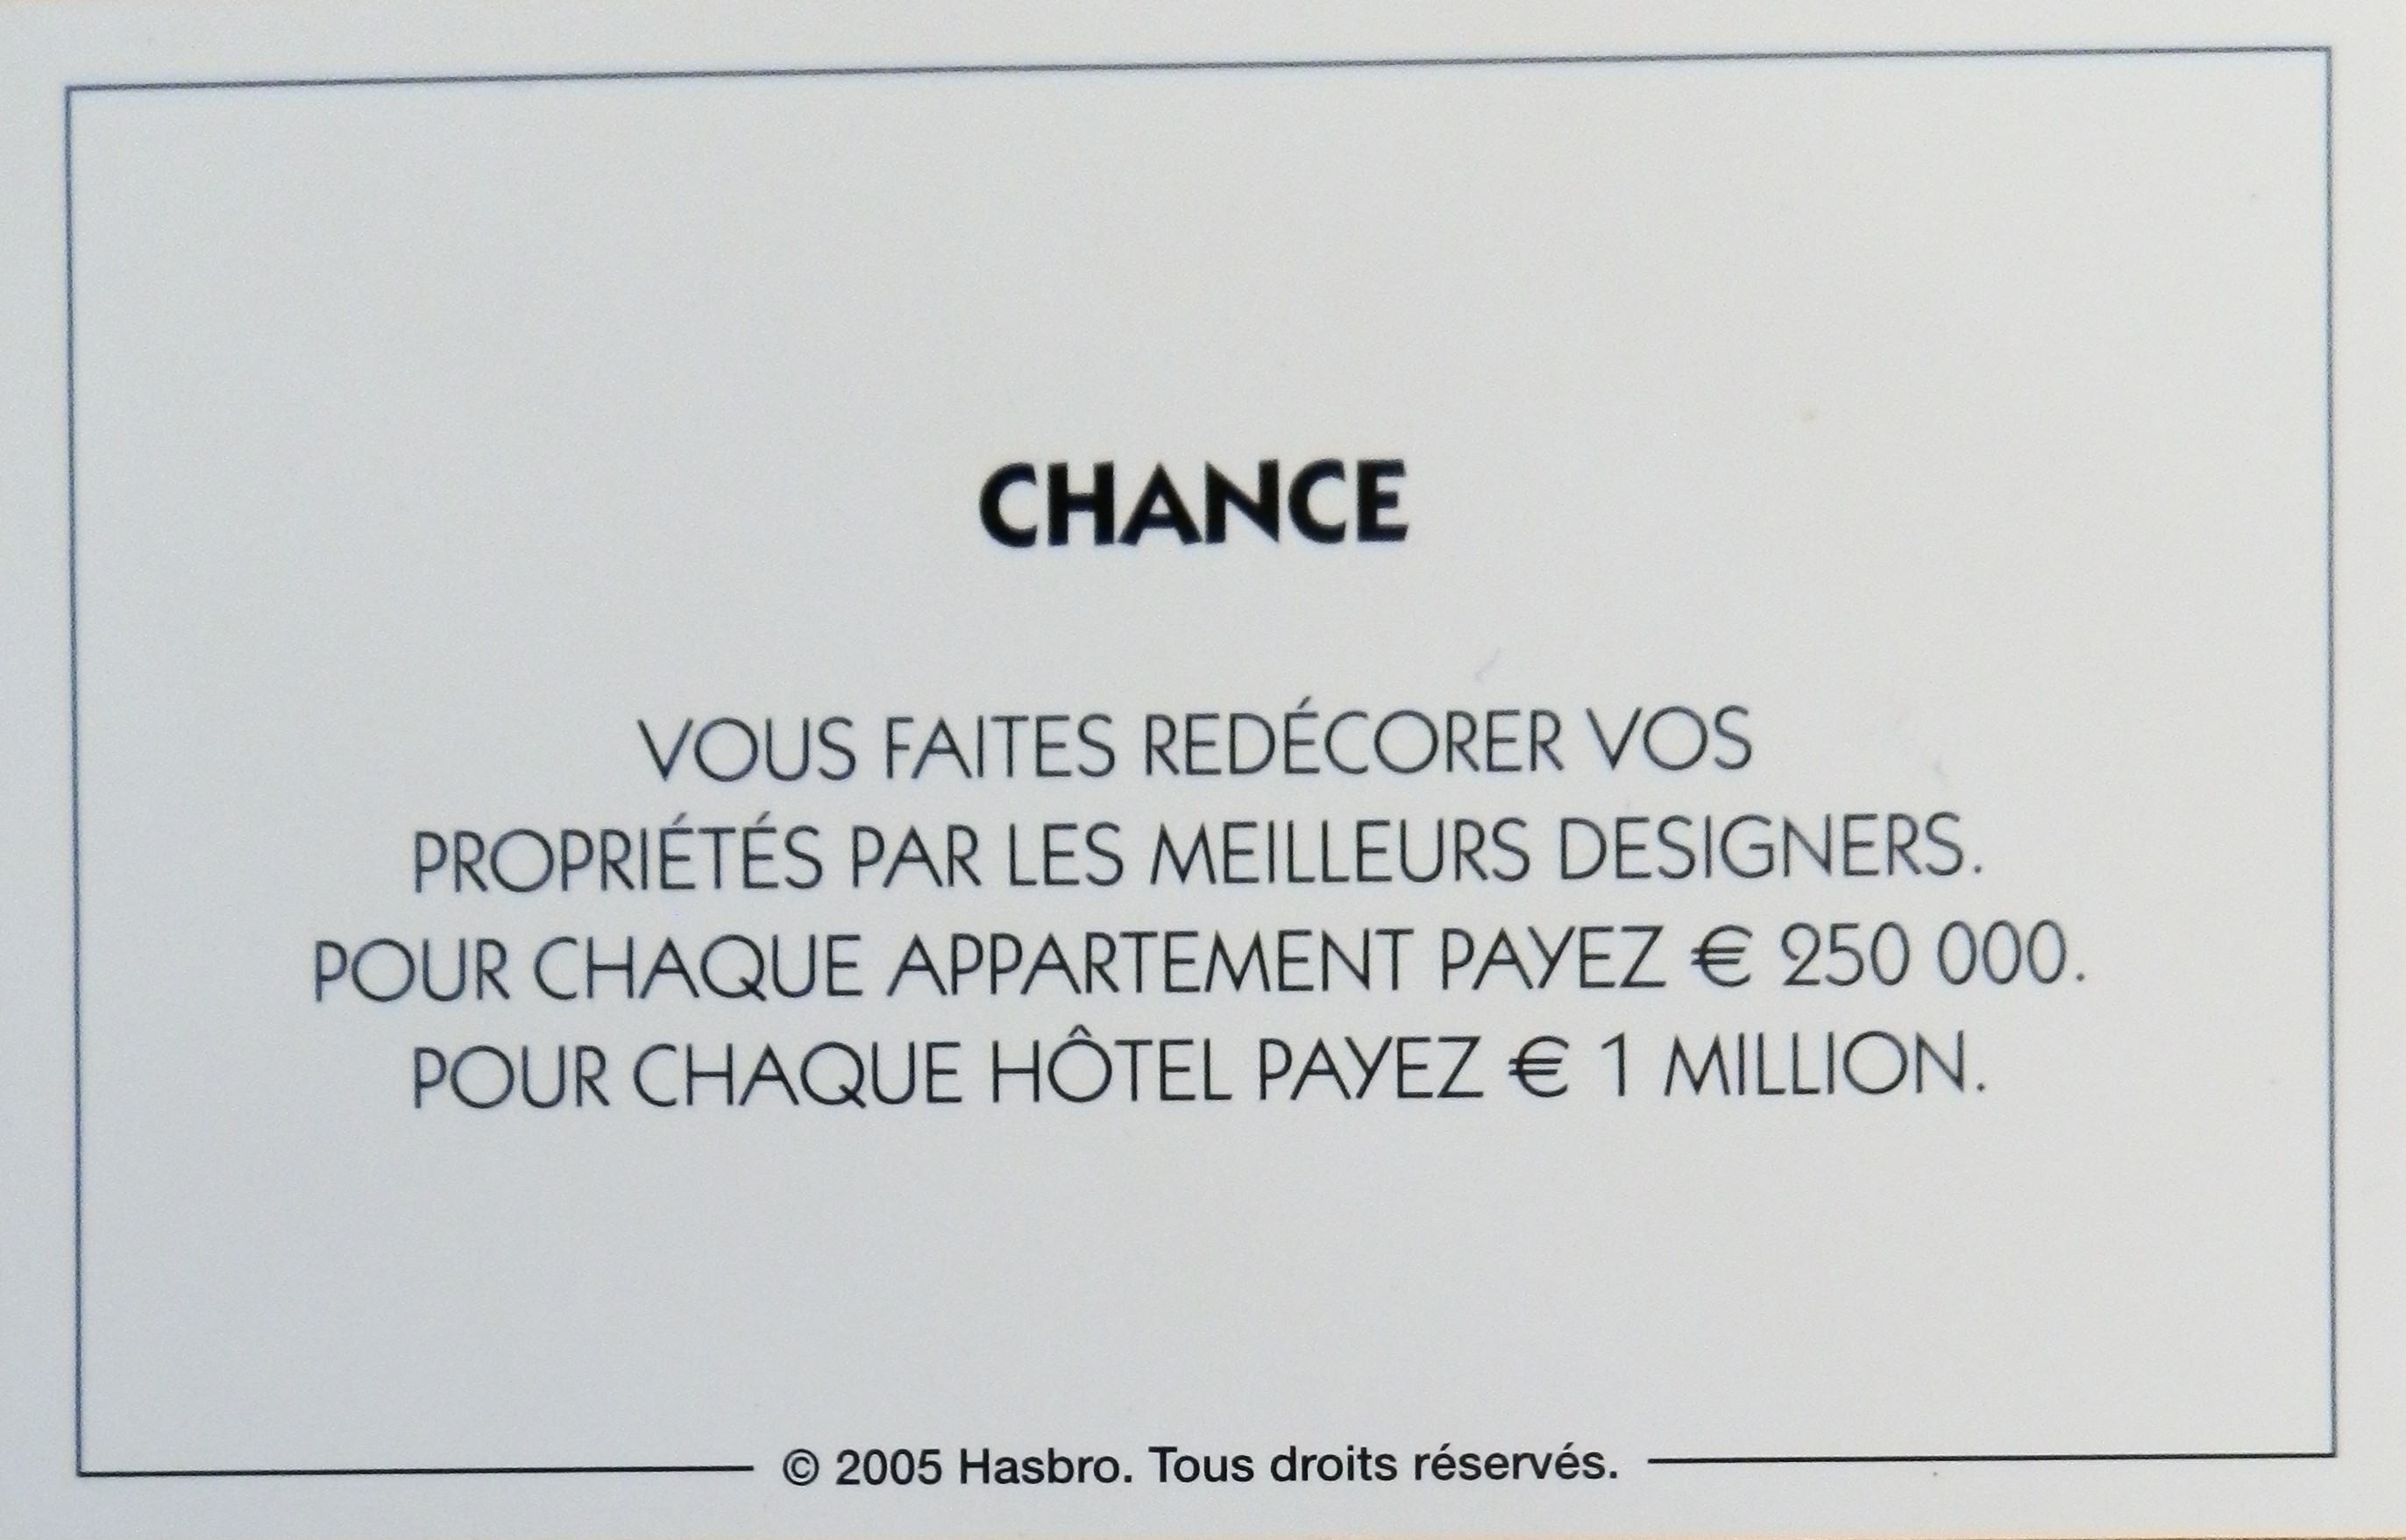 CHANCE
VOUS FAITES REDÉCORER VOS
PROPRIÉTÉS PAR LES MEILLEURS DESIGNERS.
POUR CHAQUE APPARTEMENT PAYEZ € 250 000.
POUR CHAQUE HÔTEL PAYEZ € 1 MILLION.
© 2005 Hasbro. Tous droits réservés.